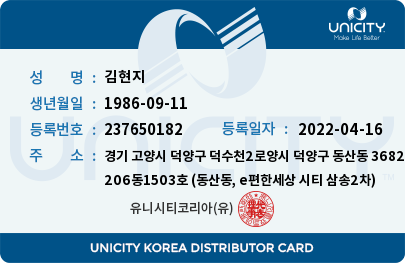 UNICITY
Make Life Better
성 명 : 김현지
생년월일 : 1986-09-11
등록번호 : 237650182 등록일자 : 2022-04-16
주 소 : 경기 고양시 덕양구 덕수천2로양시 덕양구 동산동 3682
206동1503호 (동산동, e편한세상 시티 삼송2차)
유니시티코리아(유)
UNICITY
UNICITY KOREA DISTRIBUTOR CARD